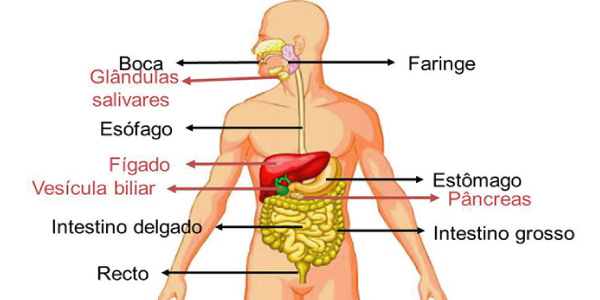 Boca
Faringe
Glândulas
salivares
Esófago
Fígado
Vesícula biliar
Estômago
Pâncreas
Intestino delgado
Intestino grosso
Recto